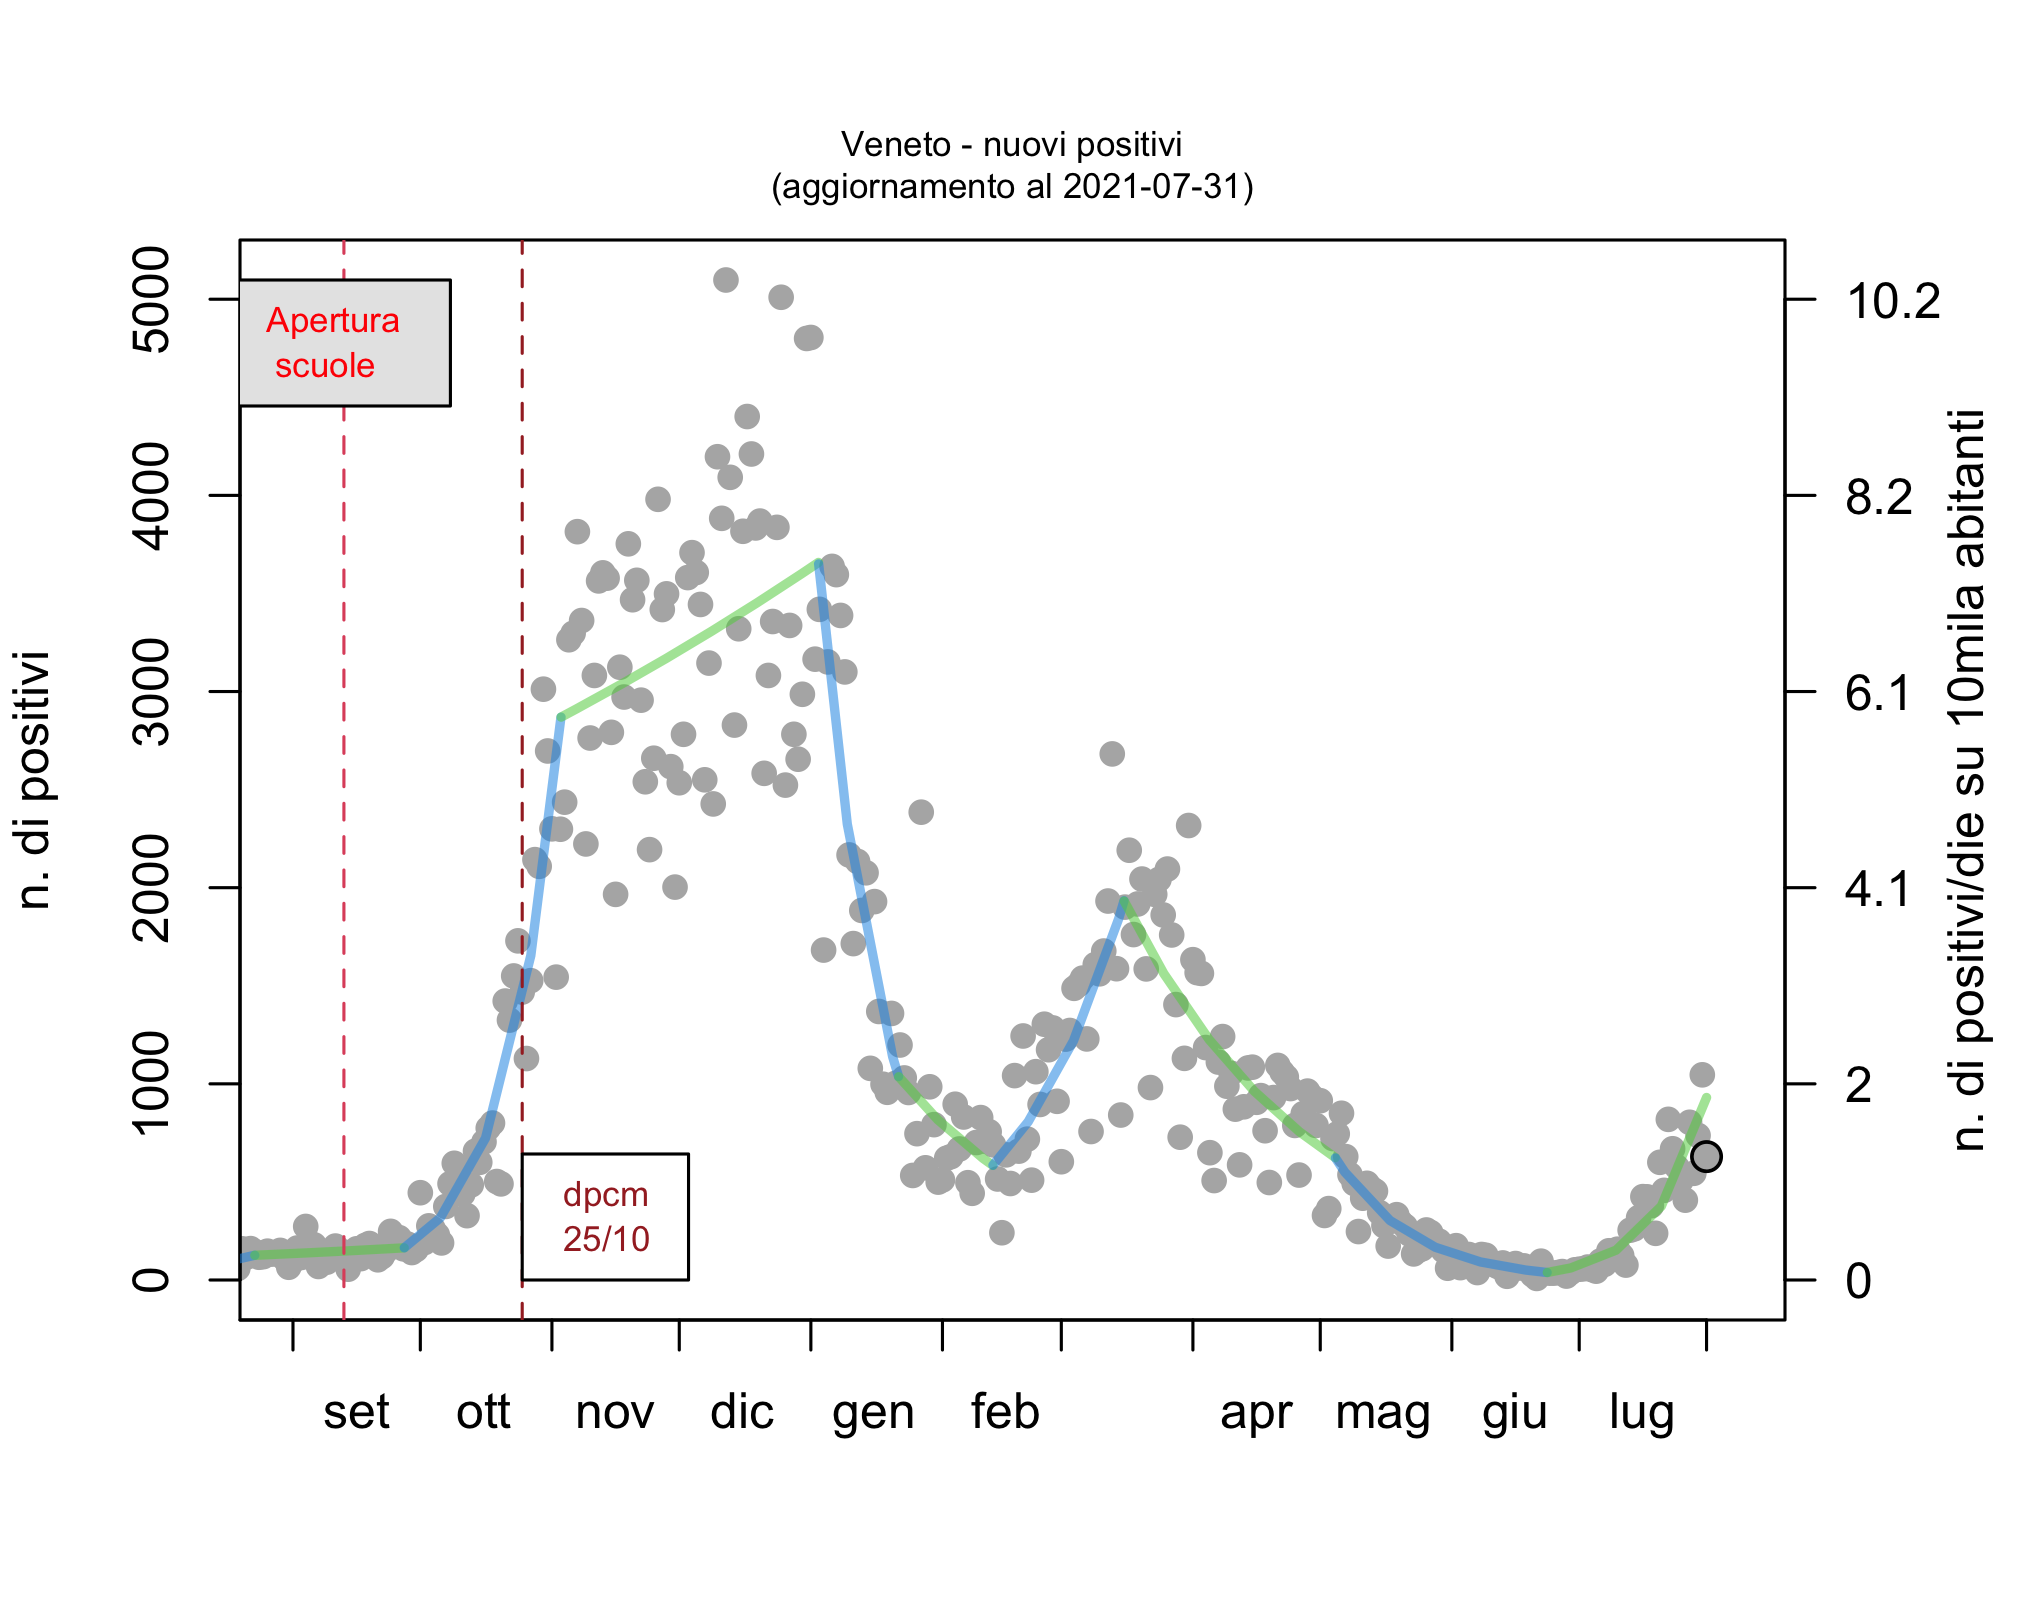 Veneto - nuovi positivi
(aggiornamento al 2021-07-31)
n. di positivi
5000
4000
3000
2000
1000
0
Apertura
scuole
dpcm
25/10
10.2
8.2
6.1
4.1
2
0
n. di positivi/die su 10mila abitanti
set ott nov dic gen feb apr mag giu lug